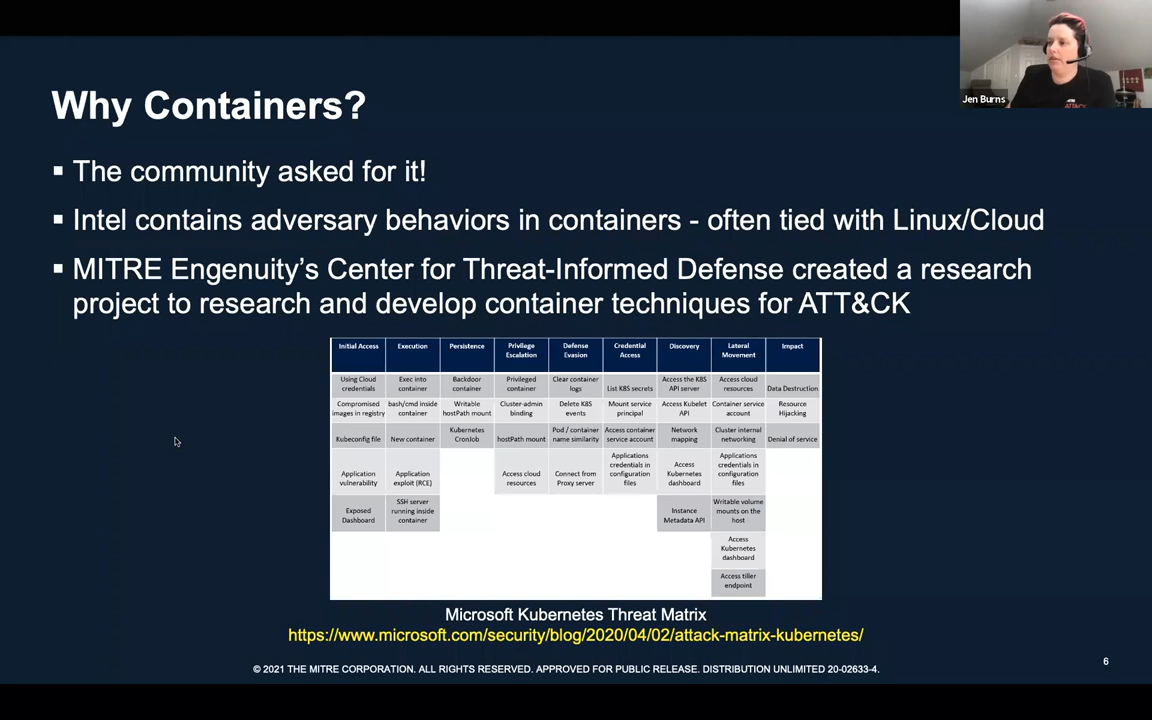 Jen Burns
Why Containers?
▪ The community asked for it!
▪ Intel contains adversary behaviors in containers - often tied with Linux/Cloud
▪ MITRE Engenuity's Center for Threat-Informed Defense created a research
project to research and develop container techniques for ATT&CK
Initial Access
Execution
Persistence
Privilege
Escalation
Defense
Evasion
Credential
Access
Discovery
Lateral
Movement
Impact
Using Cloud
credentials
Exec into
container
Backdoor
container
Privileged
container
Clear container
logs
List K8S secrets
Access the K8S
API server
Access cloud
resources
Data Destruction
Compromised
images in registry
bash/cmd inside
container
Writable
hostPath mount
Cluster-admin
binding
Delete K8S
events
Mount service
principal
Access Kubelet
API
Container service
account
Resource
Hijacking
Kubeconfig file
New container
Kubernetes
CronJob
hostPath mount
Pod / container
name similarity
Access container
service account
Network
mapping
Cluster internal
networking
Denial of service
Application
vulnerability
Application
exploit (RCE)
Access cloud
resources
Connect from
Proxy server
Applications
credentials in
configuration
files
Access
Kubernetes
dashboard
Applications
credentials in
configuration
files
Exposed
Dashboard
SSH server
running inside
container
Instance
Metadata API
Writable volume
mounts on the
host
Access
Kubernetes
dashboard
Access tiller
endpoint
Microsoft Kubernetes Threat Matrix
https://www.microsoft.com/security/blog/2020/04/02/attack-matrix-kubernetes/
© 2021 THE MITRE CORPORATION. ALL RIGHTS RESERVED. APPROVED FOR PUBLIC RELEASE. DISTRIBUTION UNLIMITED 20-02633-4.
6